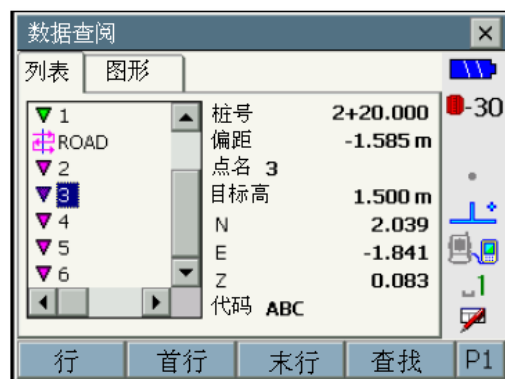 数据查阅
列表 图形
1
ROAD
2
3
4
5
6
桩号 2+20.000
偏距 -1.585 m
点名 3
目标高 1.500 m
N 2.039
E -1.841
Z 0.083
代码 ABC
-30
1
行 首行 末行 查找 P1